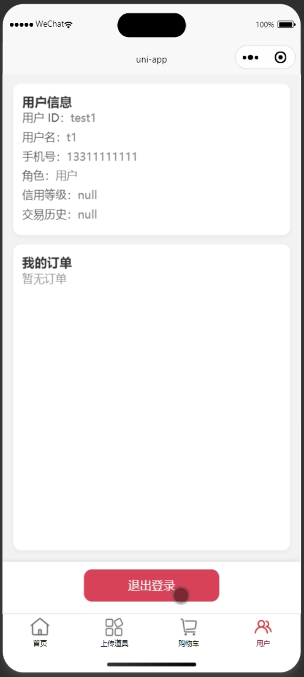 WeChat
100%
uni-app
用户信息
用户 ID：test1
用户名：t1
手机号：13311111111
角色：用户
信用等级：null
交易历史：null
我的订单
暂无订单
退出登录
首页
上传道具
购物车
用户